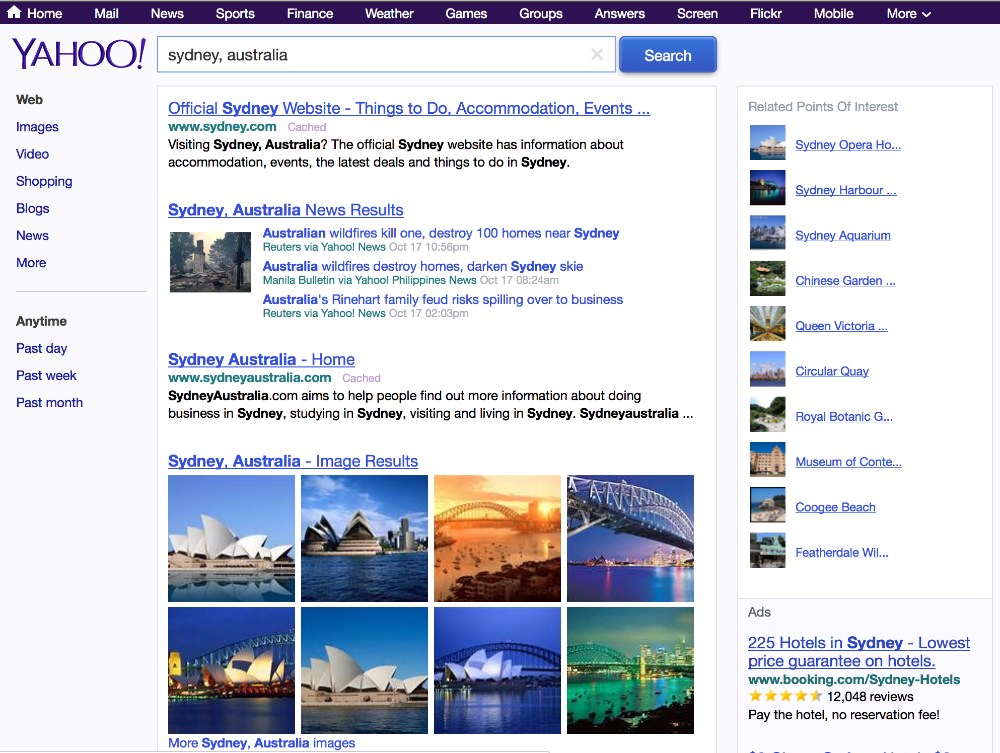 Home Mail News Sports Finance Weather Games Groups Answers Screen Flickr Mobile More
YAHOO!
sydney, australia
Search
Web
Images
Video
Shopping
Blogs
News
More
Anytime
Past day
Past week
Past month
Official Sydney Website - Things to Do, Accommodation, Events ...
www.sydney.com Cached
Visiting Sydney, Australia? The official Sydney website has information about
accommodation, events, the latest deals and things to do in Sydney.
Sydney, Australia News Results
Australian wildfires kill one, destroy 100 homes near Sydney
Reuters via Yahoo! News Oct 17 10:56pm
Australia wildfires destroy homes, darken Sydney skie
Manila Bulletin via Yahoo! Philippines News Oct 17 08:24am
Australia's Rinehart family feud risks spilling over to business
Reuters via Yahoo! News Oct 17 02:03pm
Sydney Australia - Home
www.sydneyaustralia.com Cached
SydneyAustralia.com aims to help people find out more information about doing
business in Sydney, studying in Sydney, visiting and living in Sydney. Sydneyaustralia ...
Sydney, Australia - Image Results
More Sydney, Australia images
Related Points Of Interest
Sydney Opera Ho...
Sydney Harbour ...
Sydney Aquarium
Chinese Garden ...
Queen Victoria ...
Circular Quay
Royal Botanic G...
Museum of Conte...
Coogee Beach
Featherdale Wil...
Ads
225 Hotels in Sydney - Lowest
price guarantee on hotels.
www.booking.com/Sydney-Hotels
12,048 reviews
Pay the hotel, no reservation fee!